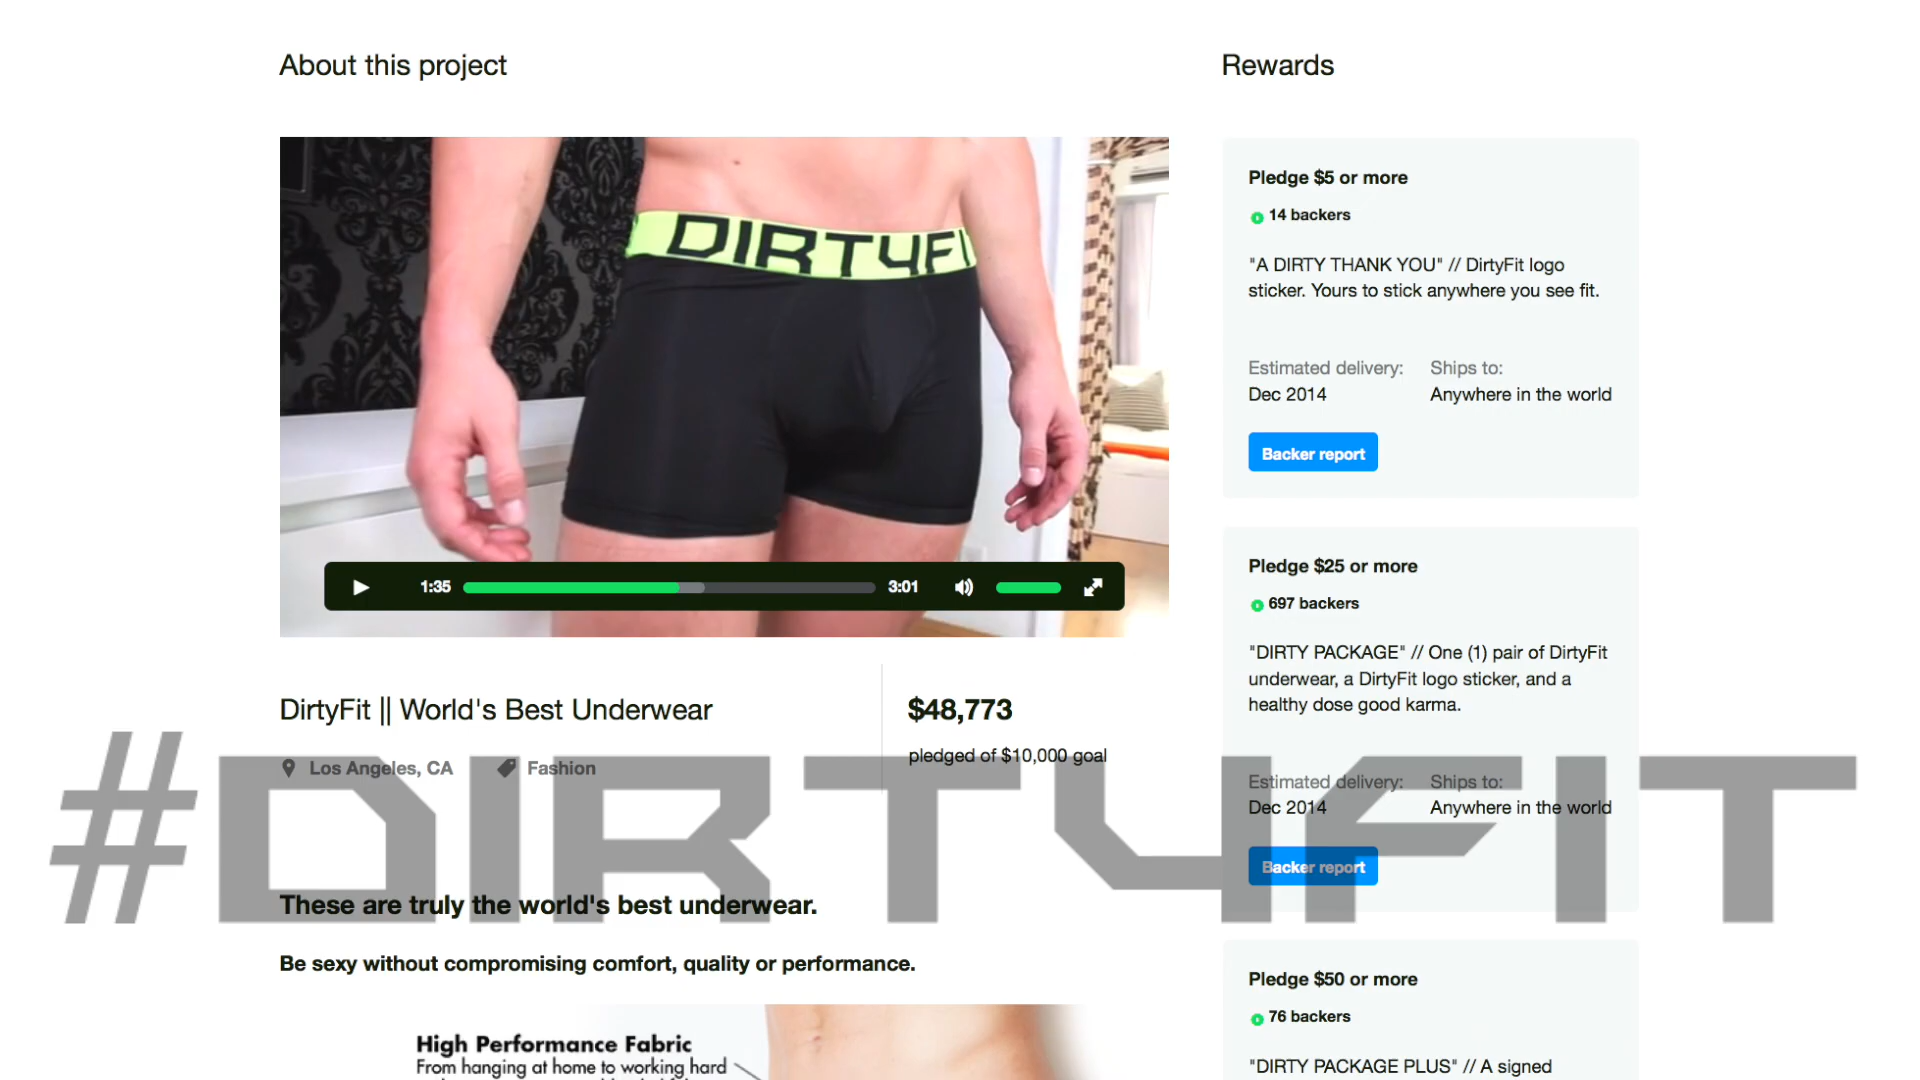 About this project
Rewards
DIRTYFI
1:35
3:01
DirtyFit || World's Best Underwear
$48,773
pledged of $10,000 goal
Los Angeles, CA
Fashion
#DIRTYFIT
These are truly the world's best underwear.
Be sexy without compromising comfort, quality or performance.
High Performance Fabric
From hanging at home to working hard
Pledge $5 or more
14 backers
"A DIRTY THANK YOU" // DirtyFit logo
sticker. Yours to stick anywhere you see fit.
Estimated delivery: Ships to:
Dec 2014 Anywhere in the world
Backer report
Pledge $25 or more
697 backers
"DIRTY PACKAGE" // One (1) pair of DirtyFit
underwear, a DirtyFit logo sticker, and a
healthy dose good karma.
Estimated delivery: Ships to:
Dec 2014 Anywhere in the world
Backer report
Pledge $50 or more
76 backers
"DIRTY PACKAGE PLUS" // A signed